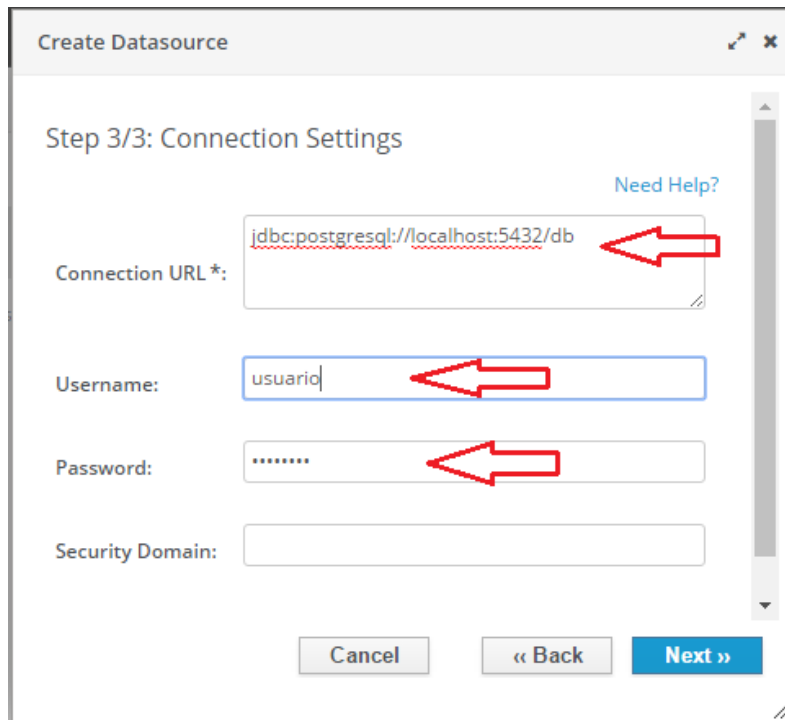 Create Datasource
Step 3/3: Connection Settings
Need Help?
Connection URL*:
jdbc:postgresql://localhost:5432/db
Username:
usuario
Password:
••••••••
Security Domain:
Cancel
‹‹ Back
Next ››